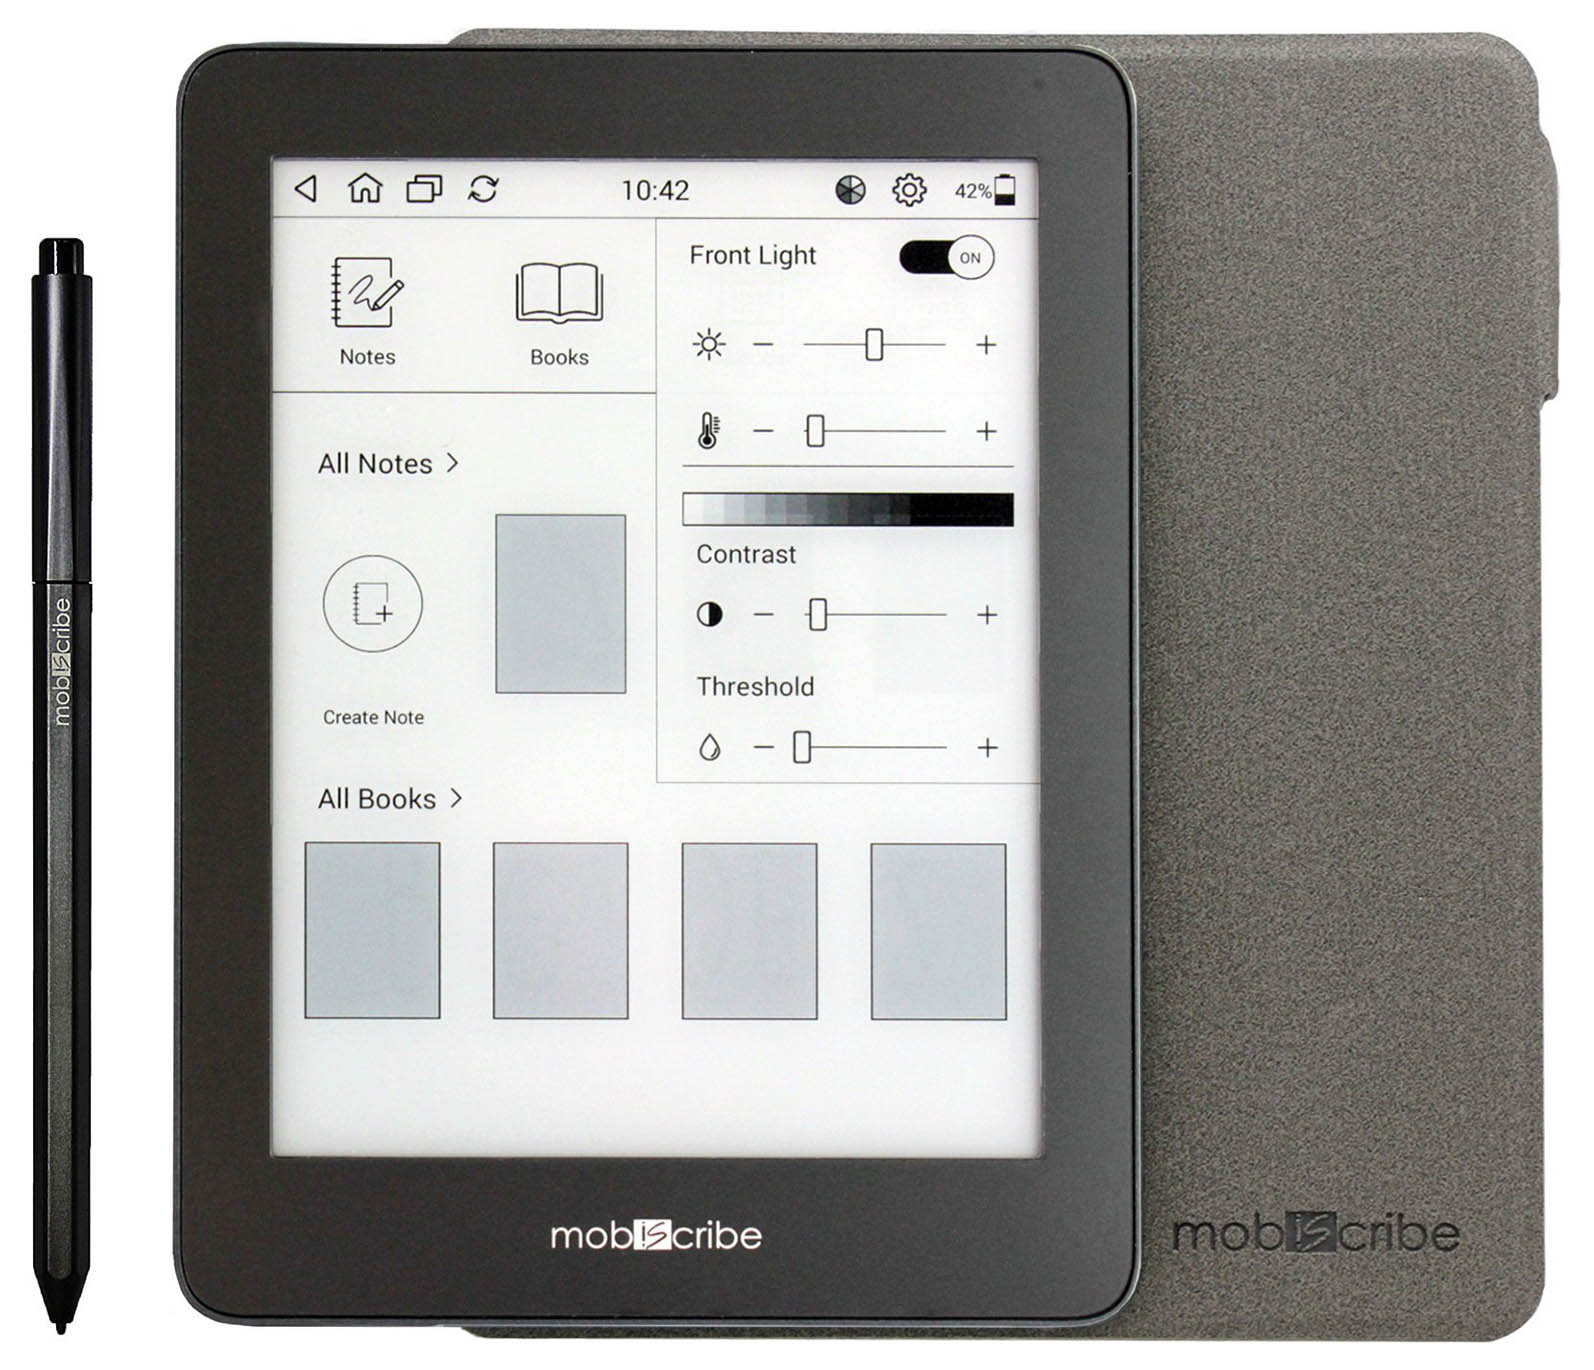 10:42
42%
Notes
Books
Front Light
ON
All Notes >
Create Note
Contrast
Threshold
All Books >
mobiscribe
mobiscribe
mobiscribe